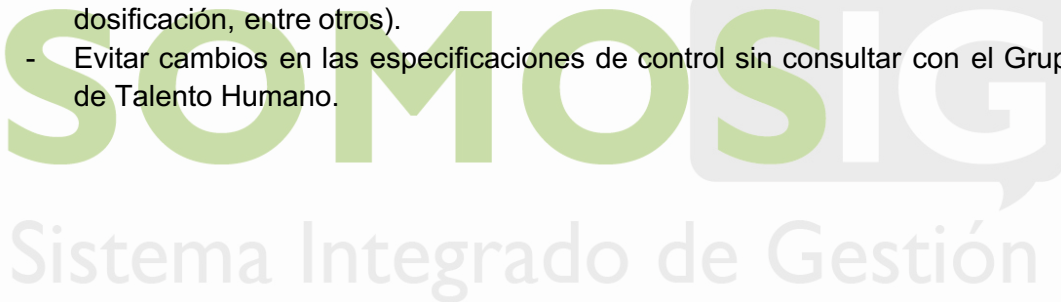 dosificación, entre otros).
- Evitar cambios en las especificaciones de control sin consultar con el Grup
de Talento Humano.
SOMOSIG
Sistema Integrado de Gestión